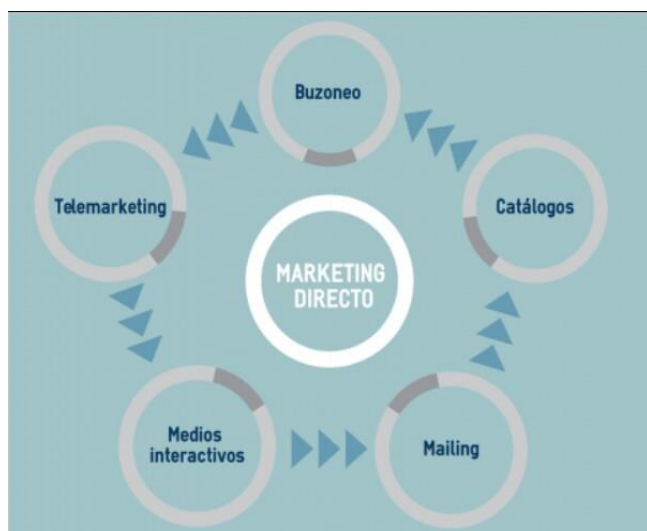 Buzoneo
Telemarketing
Catálogos
MARKETING
DIRECTO
Medios
interactivos
Mailing